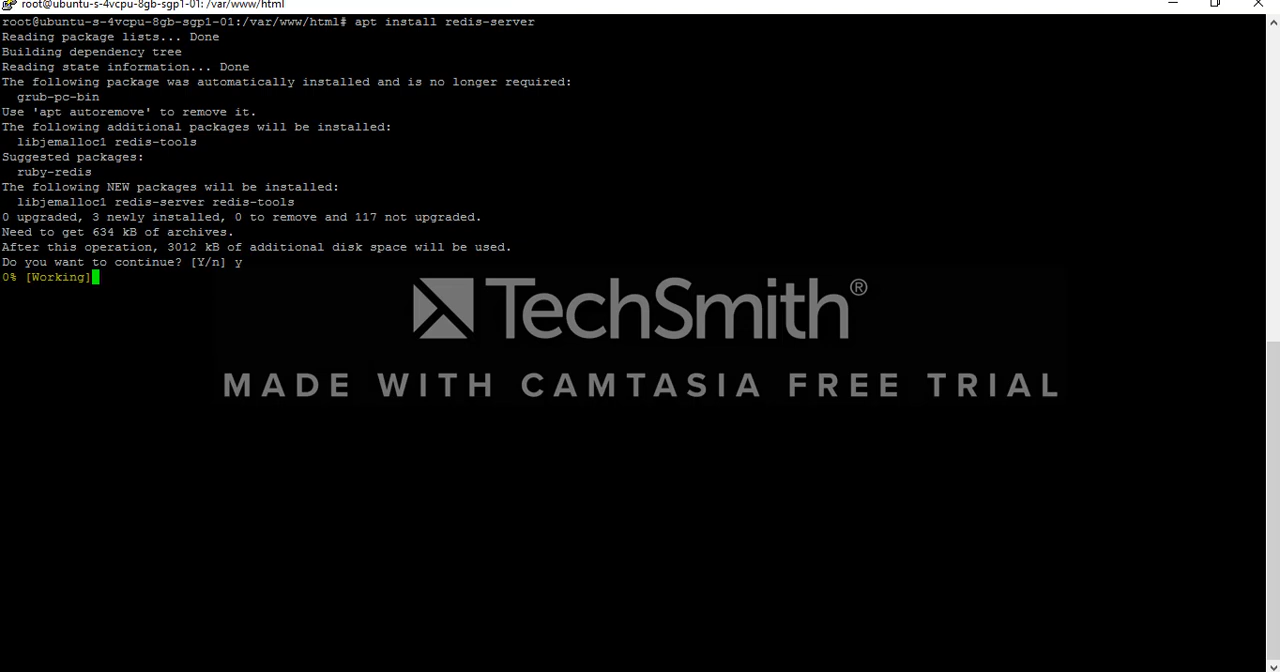 root@ubuntu-s-4vcpu-8gb-sgp1-01: /var/www/html
root@ubuntu-s-4vcpu-8gb-sgp1-01:/var/www/html# apt install redis-server
Reading package lists... Done
Building dependency tree
Reading state information... Done
The following package was automatically installed and is no longer required:
  grub-pc-bin
Use 'apt autoremove' to remove it.
The following additional packages will be installed:
  libjemalloc1 redis-tools
Suggested packages:
  ruby-redis
The following NEW packages will be installed:
  libjemalloc1 redis-server redis-tools
0 upgraded, 3 newly installed, 0 to remove and 117 not upgraded.
Need to get 634 kB of archives.
After this operation, 3012 kB of additional disk space will be used.
Do you want to continue? [Y/n] y
0% [Working]
TechSmith®
MADE WITH CAMTASIA FREE TRIAL